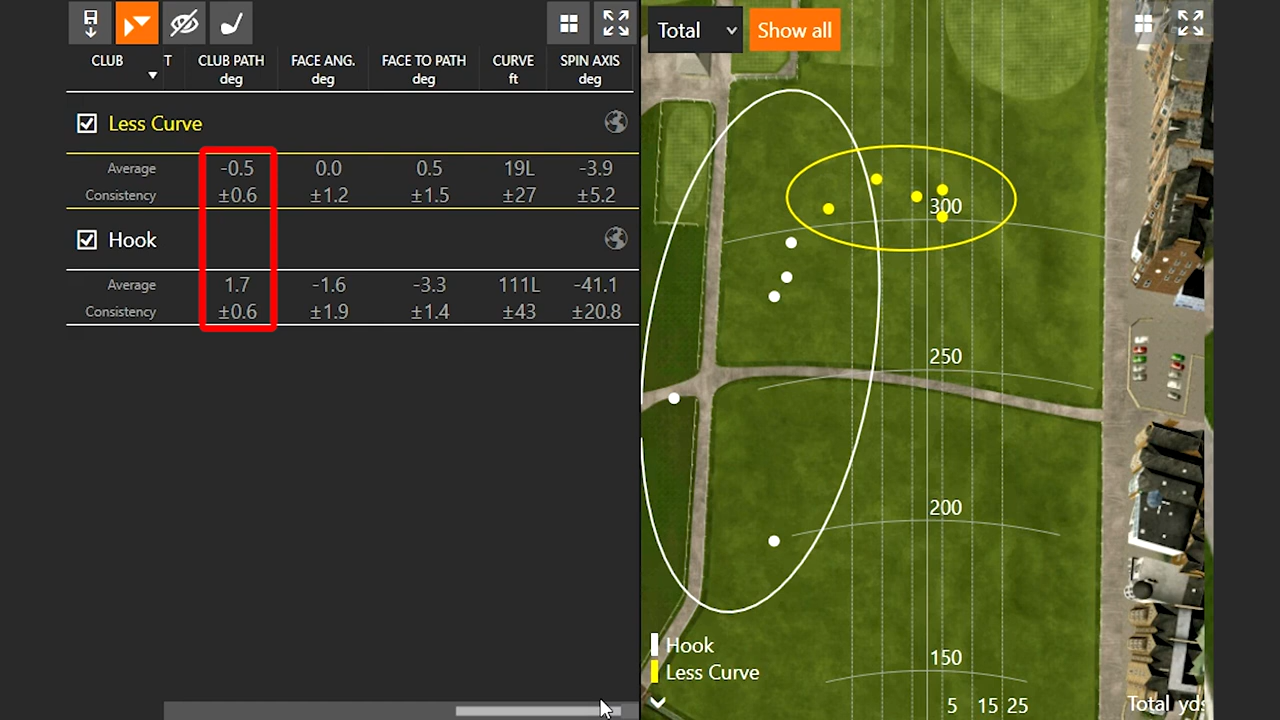 CLUB T CLUB PATH FACE ANG. FACE TO PATH CURVE SPIN AXIS
deg deg deg ft deg
Less Curve
Average -0.5 0.0 0.5 19L -3.9
Consistency ±0.6 ±1.2 ±1.5 ±27 ±5.2
Hook
Average 1.7 -1.6 -3.3 111L -41.1
Consistency ±0.6 ±1.9 ±1.4 ±43 ±20.8
Total Show all
300
250
200
150
Hook
Less Curve
5 15 25
Total yds